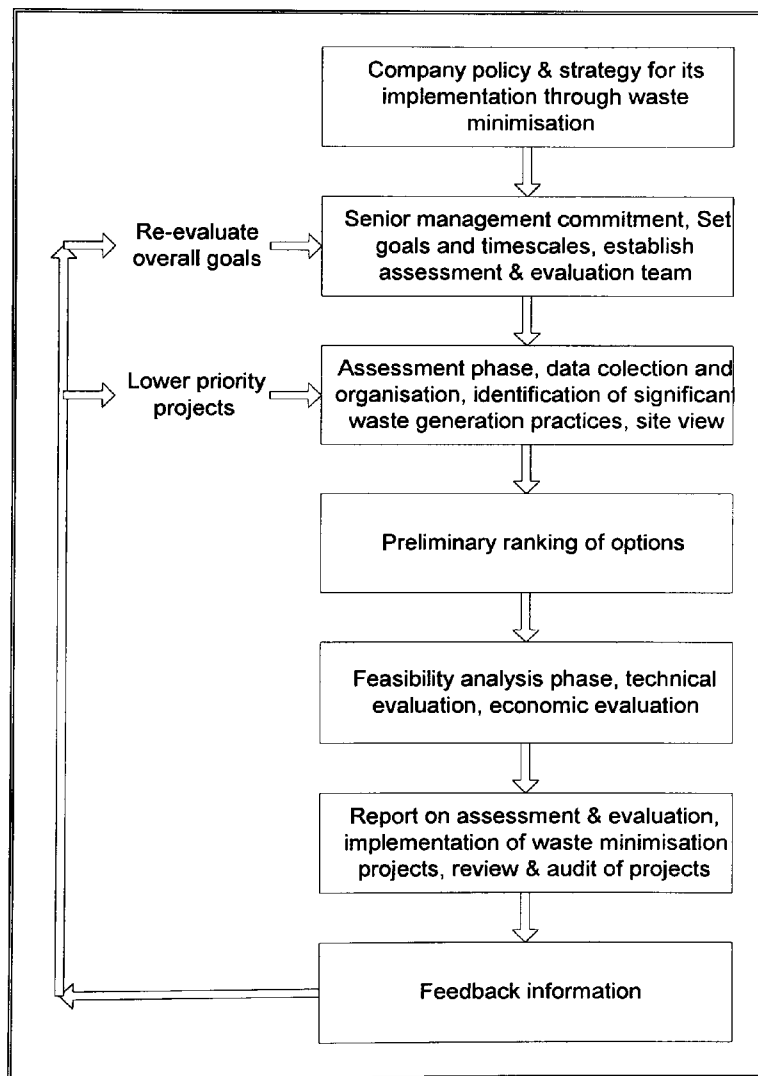 Company policy & strategy for its
implementation through waste
minimisation
Re-evaluate
overall goals
Senior management commitment, Set
goals and timescales, establish
assessment & evaluation team
Lower priority
projects
Assessment phase, data colection and
organisation, identification of significant
waste generation practices, site view
Preliminary ranking of options
Feasibility analysis phase, technical
evaluation, economic evaluation
Report on assessment & evaluation,
implementation of waste minimisation
projects, review & audit of projects
Feedback information